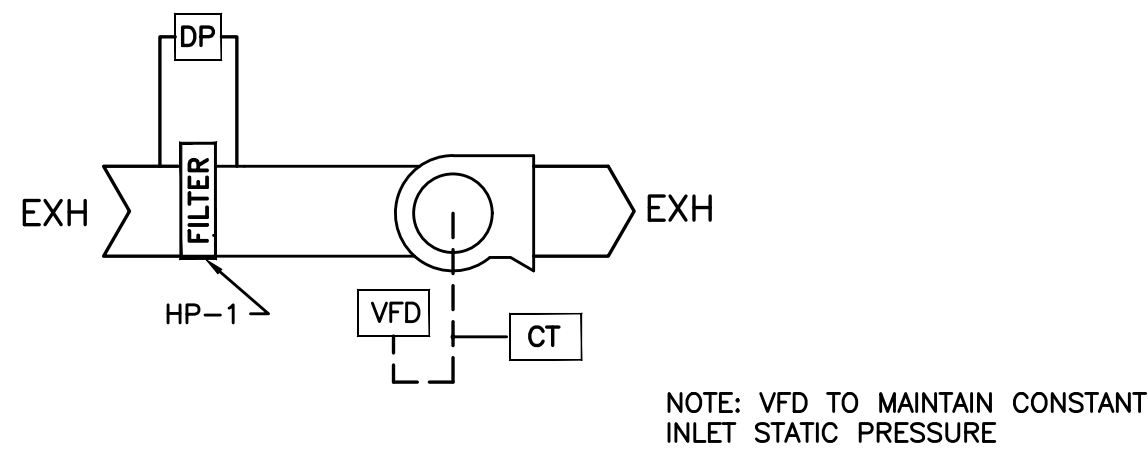 DP
FILTER
EXH
EXH
HP-1
VFD
CT
NOTE: VFD TO MAINTAIN CONSTANT
INLET STATIC PRESSURE